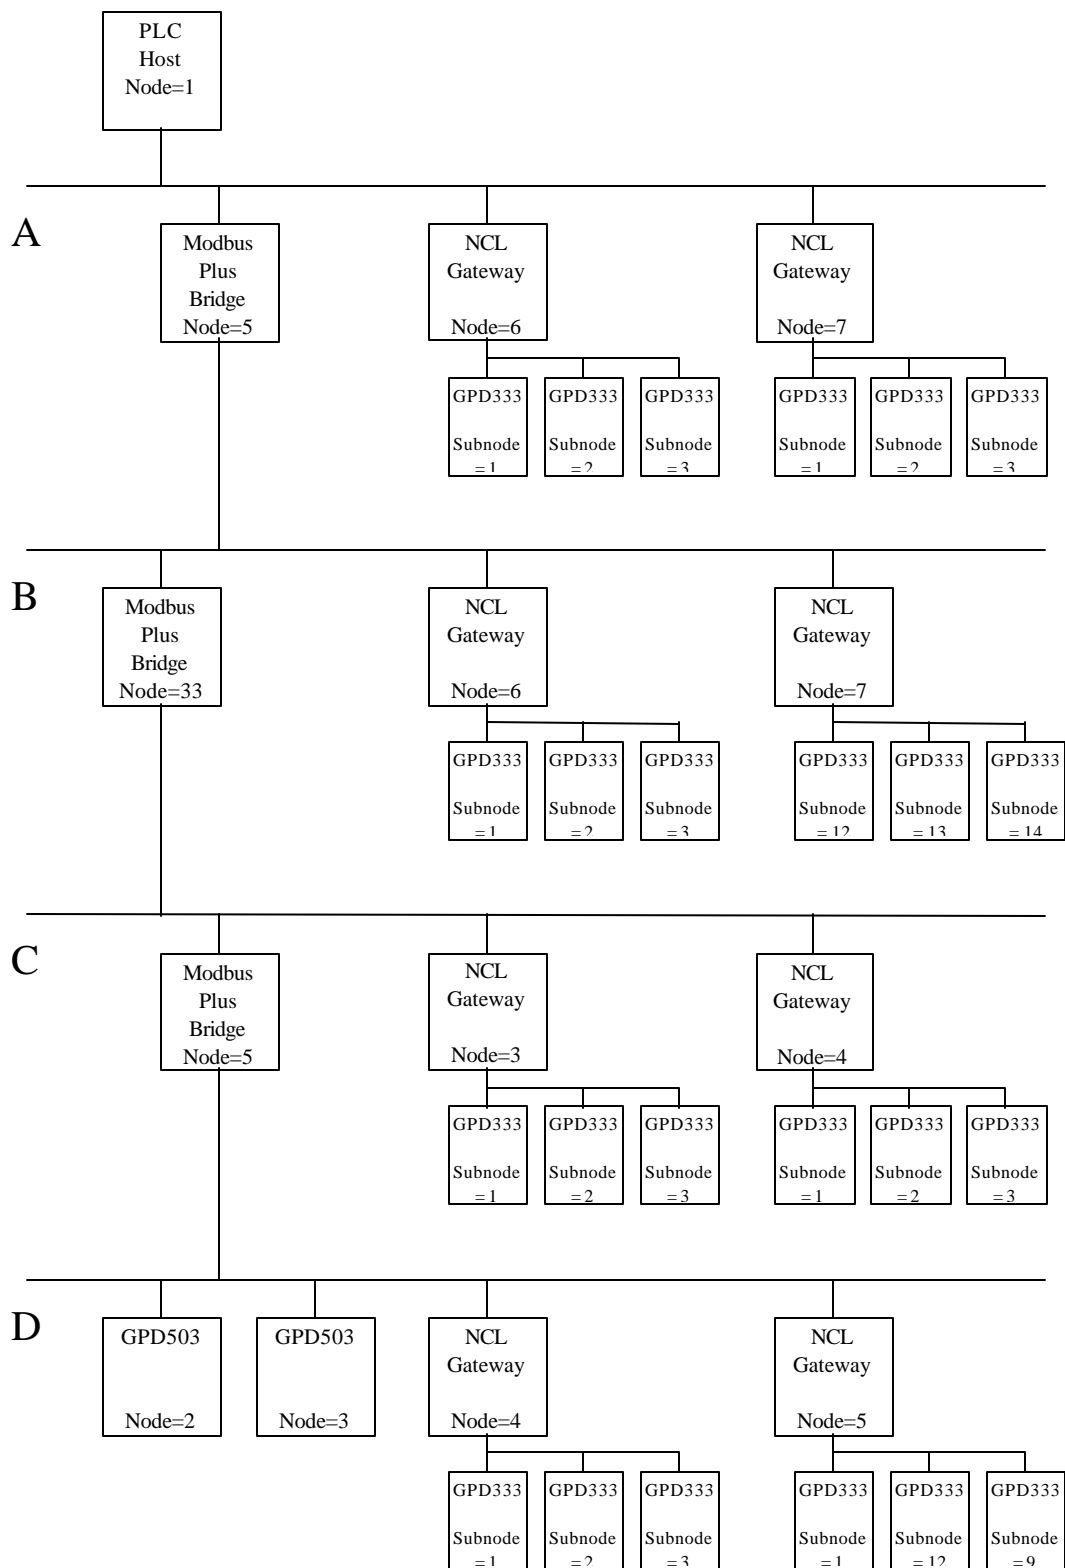 PLC
Host
Node=1
A
Modbus
Plus
Bridge
Node=5
NCL
Gateway
Node=6
NCL
Gateway
Node=7
GPD333
Subnode
=1
GPD333
Subnode
=2
GPD333
Subnode
=3
GPD333
Subnode
=1
GPD333
Subnode
=2
GPD333
Subnode
=3
B
Modbus
Plus
Bridge
Node=33
NCL
Gateway
Node=6
NCL
Gateway
Node=7
GPD333
Subnode
=1
GPD333
Subnode
=2
GPD333
Subnode
=3
GPD333
Subnode
=12
GPD333
Subnode
=13
GPD333
Subnode
=14
C
Modbus
Plus
Bridge
Node=5
NCL
Gateway
Node=3
NCL
Gateway
Node=4
GPD333
Subnode
=1
GPD333
Subnode
=2
GPD333
Subnode
=3
GPD333
Subnode
=1
GPD333
Subnode
=2
GPD333
Subnode
=3
D
GPD503
Node=2
GPD503
Node=3
NCL
Gateway
Node=4
NCL
Gateway
Node=5
GPD333
Subnode
=1
GPD333
Subnode
=2
GPD333
Subnode
=3
GPD333
Subnode
=1
GPD333
Subnode
=12
GPD333
Subnode
=9